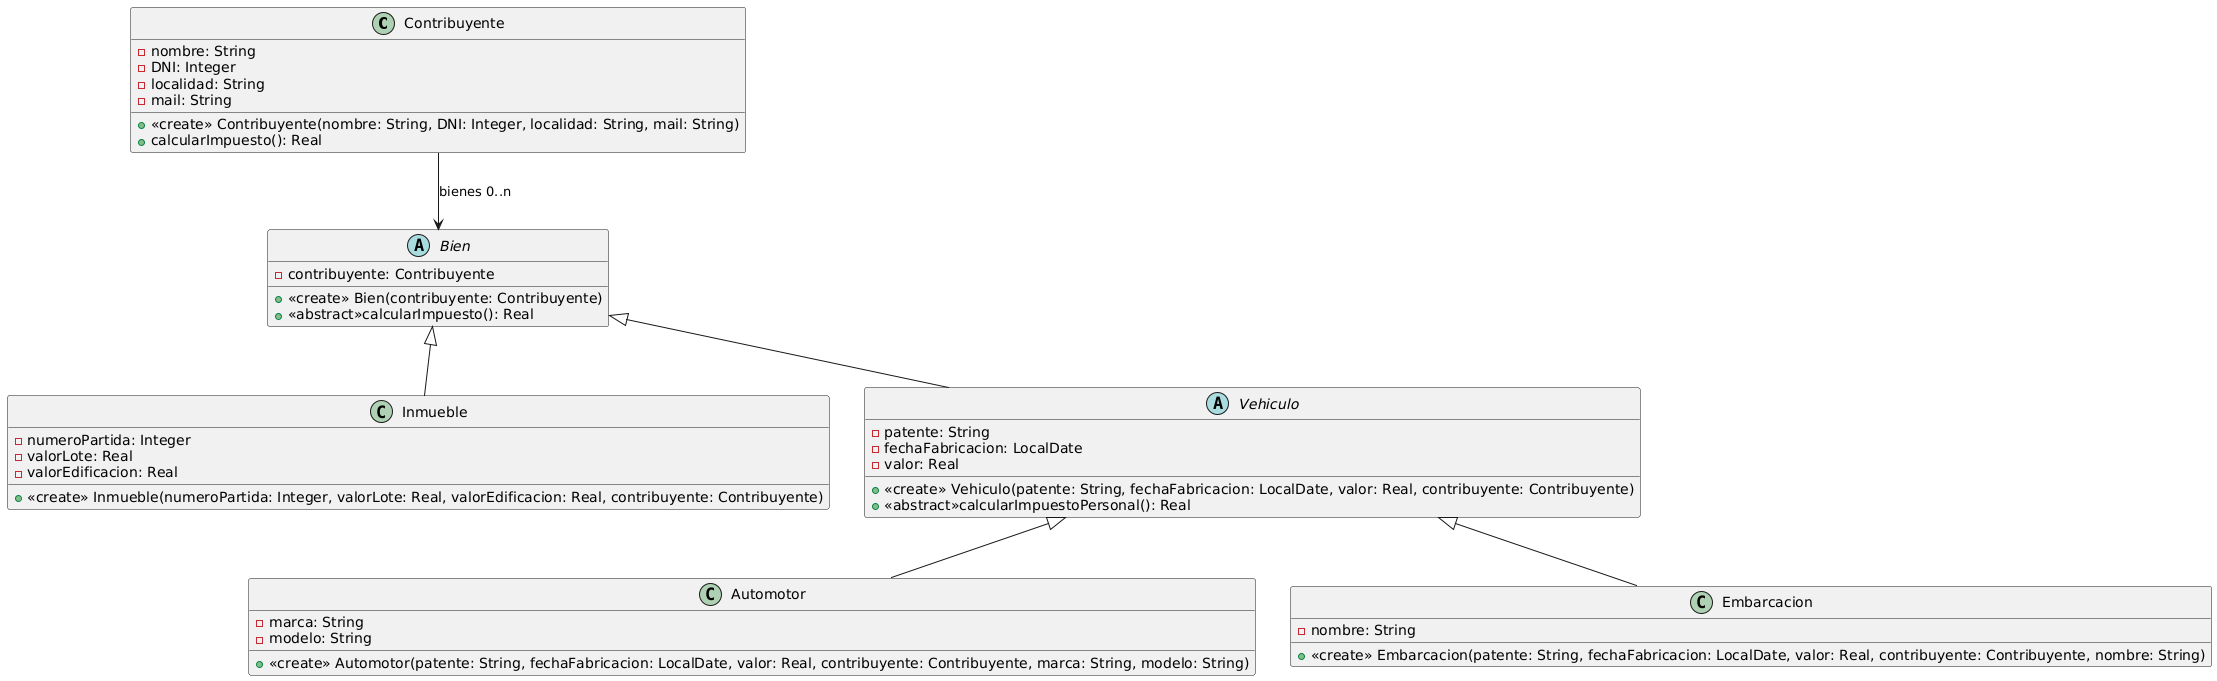 C Contribuyente
nombre: String
DNI: Integer
localidad: String
mail: String
«create» Contribuyente(nombre: String, DNI: Integer, localidad: String, mail: String)
calcularImpuesto(): Real
bienes 0..n
A Bien
contribuyente: Contribuyente
«create» Bien(contribuyente: Contribuyente)
«abstract»calcularImpuesto(): Real
C Inmueble
numeroPartida: Integer
valorLote: Real
valorEdificacion: Real
«create» Inmueble(numeroPartida: Integer, valorLote: Real, valorEdificacion: Real, contribuyente: Contribuyente)
A Vehiculo
patente: String
fechaFabricacion: LocalDate
valor: Real
«create» Vehiculo(patente: String, fechaFabricacion: LocalDate, valor: Real, contribuyente: Contribuyente)
«abstract»calcularImpuestoPersonal(): Real
C Automotor
marca: String
modelo: String
«create» Automotor(patente: String, fechaFabricacion: LocalDate, valor: Real, contribuyente: Contribuyente, marca: String, modelo: String)
C Embarcacion
nombre: String
«create» Embarcacion(patente: String, fechaFabricacion: LocalDate, valor: Real, contribuyente: Contribuyente, nombre: String)